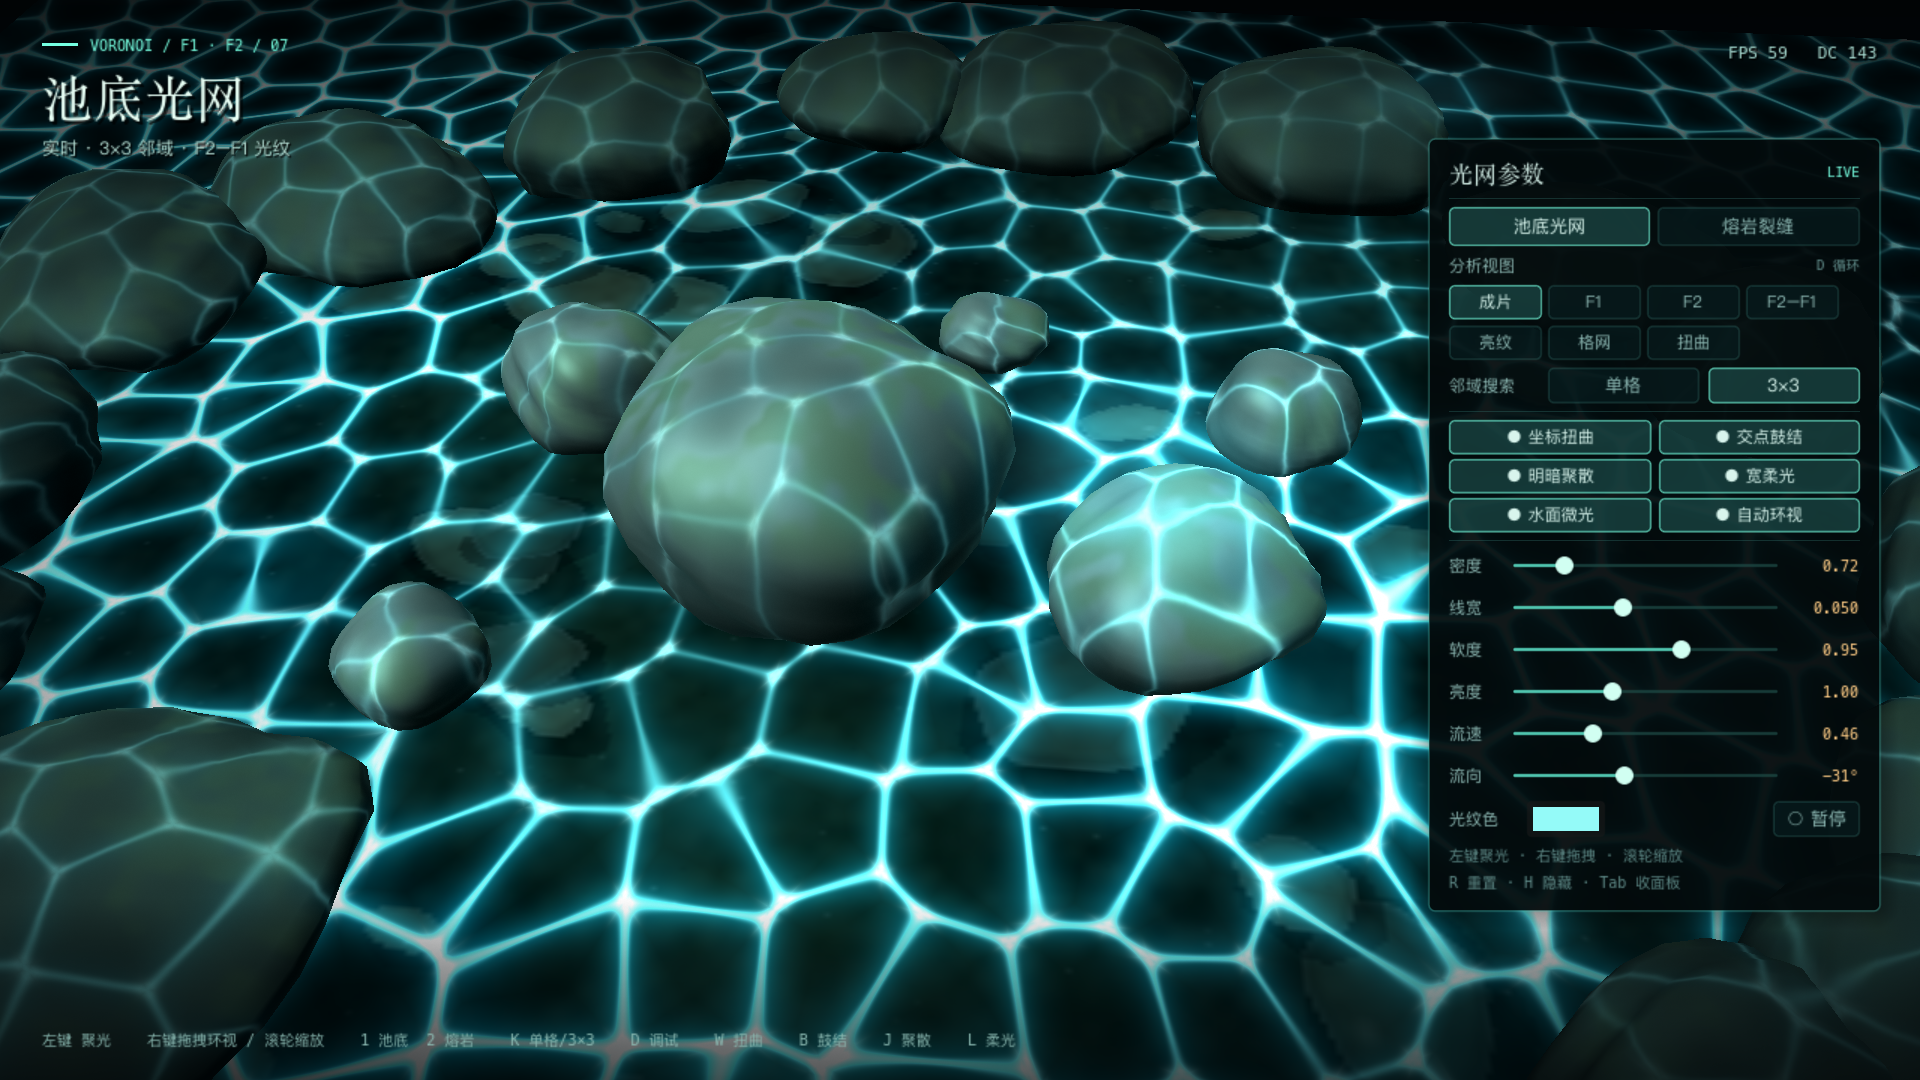 VORONOI / F1 · F2 / 07
池底光网
实时 · 3×3 邻域 · F2−F1 光纹
FPS 59 DC 143
光网参数 LIVE
池底光网 熔岩裂缝
分析视图 D 循环
成片 F1 F2 F2−F1
亮纹 格网 扭曲
邻域搜索 单格 3×3
坐标扭曲 交点鼓结
明暗聚散 宽柔光
水面微光 自动环视
密度 0.72
线宽 0.050
软度 0.95
亮度 1.00
流速 0.46
流向 −31°
光纹色 暂停
左键聚光 · 右键拖拽 · 滚轮缩放
R 重置 · H 隐藏 · Tab 收面板
左键 聚光 右键拖拽环视 / 滚轮缩放 1 池底 2 熔岩 K 单格/3×3 D 调试 W 扭曲 B 鼓结 J 聚散 L 柔光